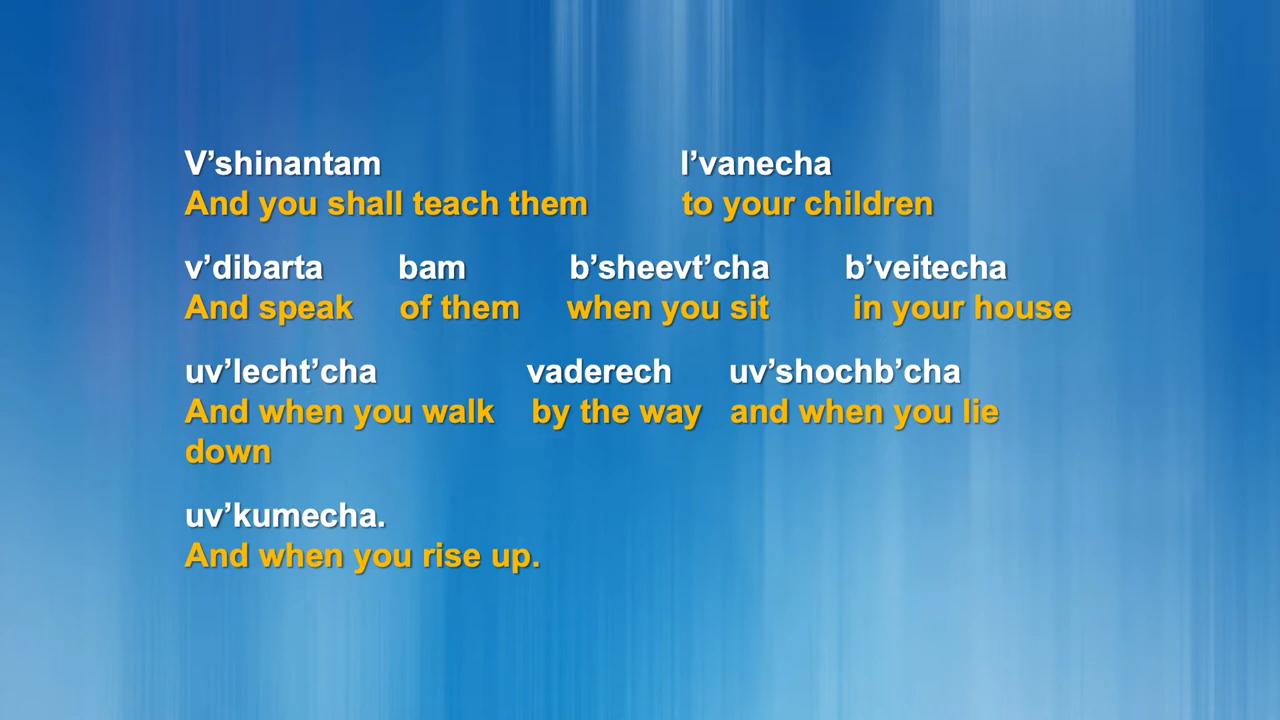 V’shinantam l’vanecha
And you shall teach them to your children
v’dibarta bam b’sheevt’cha b’veitecha
And speak of them when you sit in your house
uv’lecht’cha vaderech uv’shochb’cha
And when you walk by the way and when you lie
down
uv’kumecha.
And when you rise up.